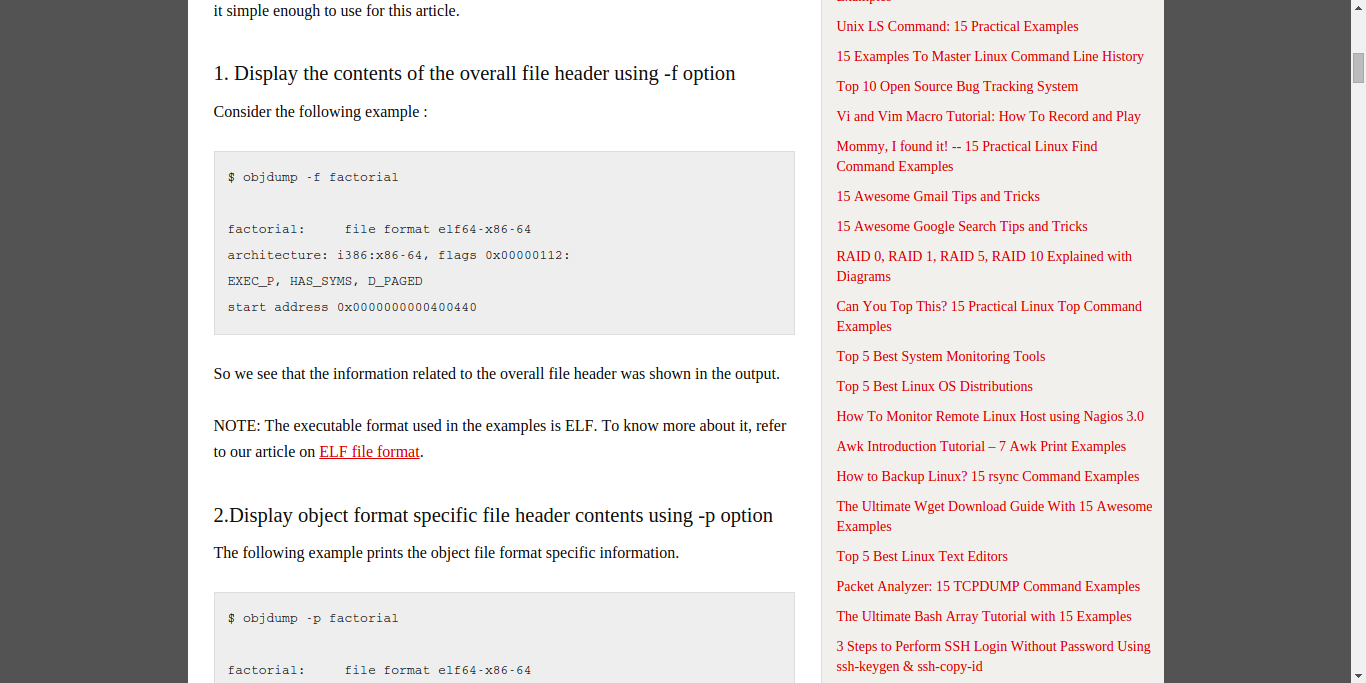 it simple enough to use for this article.
1. Display the contents of the overall file header using -f option
Consider the following example :
$ objdump -f factorial
factorial:     file format elf64-x86-64
architecture: i386:x86-64, flags 0x00000112:
EXEC_P, HAS_SYMS, D_PAGED
start address 0x0000000000400440
So we see that the information related to the overall file header was shown in the output.
NOTE: The executable format used in the examples is ELF. To know more about it, refer
to our article on ELF file format.
2.Display object format specific file header contents using -p option
The following example prints the object file format specific information.
$ objdump -p factorial
factorial:     file format elf64-x86-64
Examples
Unix LS Command: 15 Practical Examples
15 Examples To Master Linux Command Line History
Top 10 Open Source Bug Tracking System
Vi and Vim Macro Tutorial: How To Record and Play
Mommy, I found it! -- 15 Practical Linux Find
Command Examples
15 Awesome Gmail Tips and Tricks
15 Awesome Google Search Tips and Tricks
RAID 0, RAID 1, RAID 5, RAID 10 Explained with
Diagrams
Can You Top This? 15 Practical Linux Top Command
Examples
Top 5 Best System Monitoring Tools
Top 5 Best Linux OS Distributions
How To Monitor Remote Linux Host using Nagios 3.0
Awk Introduction Tutorial – 7 Awk Print Examples
How to Backup Linux? 15 rsync Command Examples
The Ultimate Wget Download Guide With 15 Awesome
Examples
Top 5 Best Linux Text Editors
Packet Analyzer: 15 TCPDUMP Command Examples
The Ultimate Bash Array Tutorial with 15 Examples
3 Steps to Perform SSH Login Without Password Using
ssh-keygen & ssh-copy-id